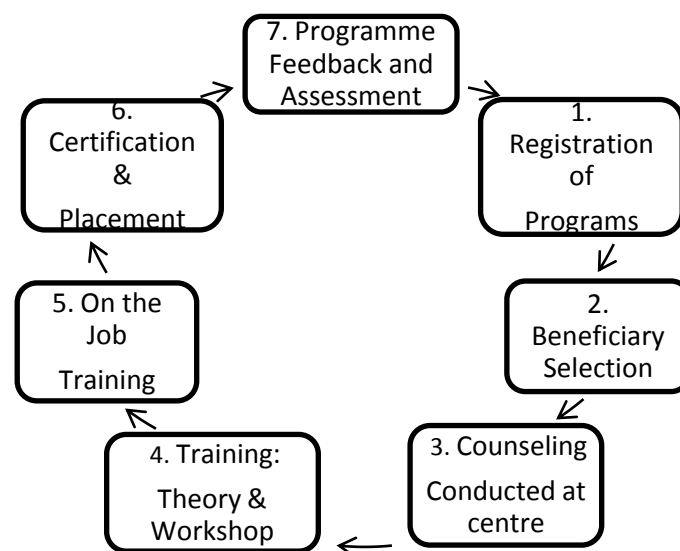 7. Programme
Feedback and
Assessment
1.
Registration
of
Programs
2.
Beneficiary
Selection
3. Counseling
Conducted at
centre
4. Training:
Theory &
Workshop
5. On the
Job
Training
6.
Certification
&
Placement